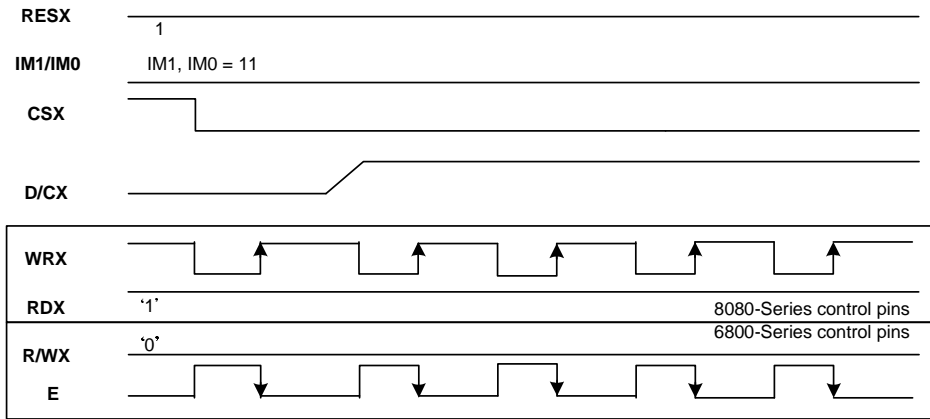 RESX
1
IM1/IM0 IM1, IM0 = 11
CSX
D/CX
WRX
RDX '1' 8080-Series control pins
6800-Series control pins
R/WX '0'
E